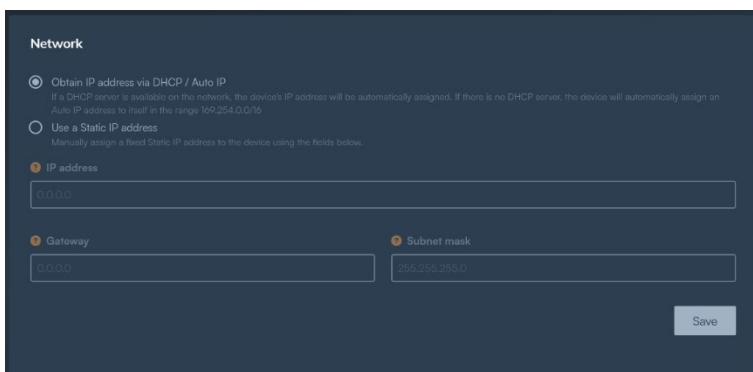 Network
Obtain IP address via DHCP / Auto IP
If a DHCP server is available on the network, the device's IP address will be automatically assigned. If there is no DHCP server, the device will automatically assign an
Auto IP address to itself in the range 169.254.0.0/16
Use a Static IP address
Manually assign a fixed Static IP address to the device using the fields below.
? IP address
0.0.0.0
? Gateway
? Subnet mask
0.0.0.0
255.255.255.0
Save